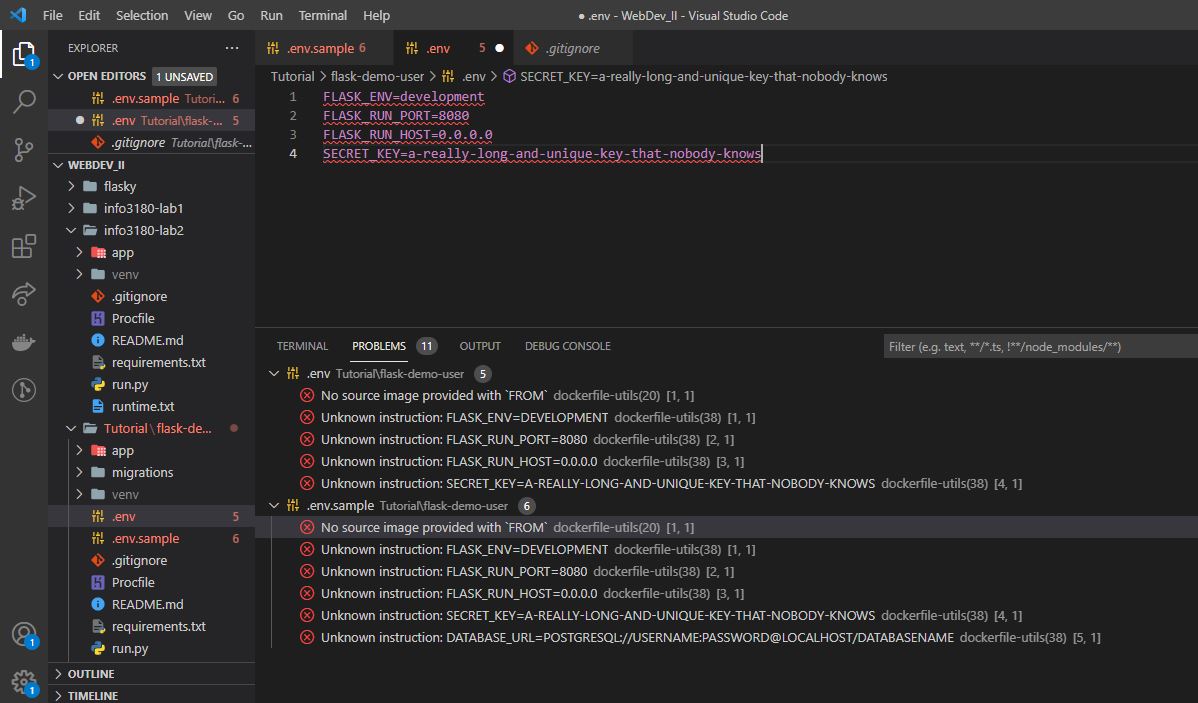 File Edit Selection View Go Run Terminal Help
● .env - WebDev_II - Visual Studio Code
EXPLORER ···
OPEN EDITORS 1 UNSAVED
.env.sample Tutori... 6
.env Tutorial\flask-... 5
.gitignore Tutorial\flask-...
WEBDEV_II
flasky
info3180-lab1
info3180-lab2
app
venv
.gitignore
Procfile
README.md
requirements.txt
run.py
runtime.txt
Tutorial \ flask-de...
app
migrations
venv
.env 5
.env.sample 6
.gitignore
Procfile
README.md
requirements.txt
run.py
OUTLINE
TIMELINE
1
1
1
.env.sample 6 .env 5 .gitignore
Tutorial > flask-demo-user > .env > SECRET_KEY=a-really-long-and-unique-key-that-nobody-knows
1 FLASK_ENV=development
2 FLASK_RUN_PORT=8080
3 FLASK_RUN_HOST=0.0.0.0
4 SECRET_KEY=a-really-long-and-unique-key-that-nobody-knows
TERMINAL PROBLEMS 11 OUTPUT DEBUG CONSOLE Filter (e.g. text, **/*.ts, !**/node_modules/**)
.env Tutorial\flask-demo-user 5
No source image provided with `FROM` dockerfile-utils(20) [1, 1]
Unknown instruction: FLASK_ENV=DEVELOPMENT dockerfile-utils(38) [1, 1]
Unknown instruction: FLASK_RUN_PORT=8080 dockerfile-utils(38) [2, 1]
Unknown instruction: FLASK_RUN_HOST=0.0.0.0 dockerfile-utils(38) [3, 1]
Unknown instruction: SECRET_KEY=A-REALLY-LONG-AND-UNIQUE-KEY-THAT-NOBODY-KNOWS dockerfile-utils(38) [4, 1]
.env.sample Tutorial\flask-demo-user 6
No source image provided with `FROM` dockerfile-utils(20) [1, 1]
Unknown instruction: FLASK_ENV=DEVELOPMENT dockerfile-utils(38) [1, 1]
Unknown instruction: FLASK_RUN_PORT=8080 dockerfile-utils(38) [2, 1]
Unknown instruction: FLASK_RUN_HOST=0.0.0.0 dockerfile-utils(38) [3, 1]
Unknown instruction: SECRET_KEY=A-REALLY-LONG-AND-UNIQUE-KEY-THAT-NOBODY-KNOWS dockerfile-utils(38) [4, 1]
Unknown instruction: DATABASE_URL=POSTGRESQL://USERNAME:PASSWORD@LOCALHOST/DATABASENAME dockerfile-utils(38) [5, 1]